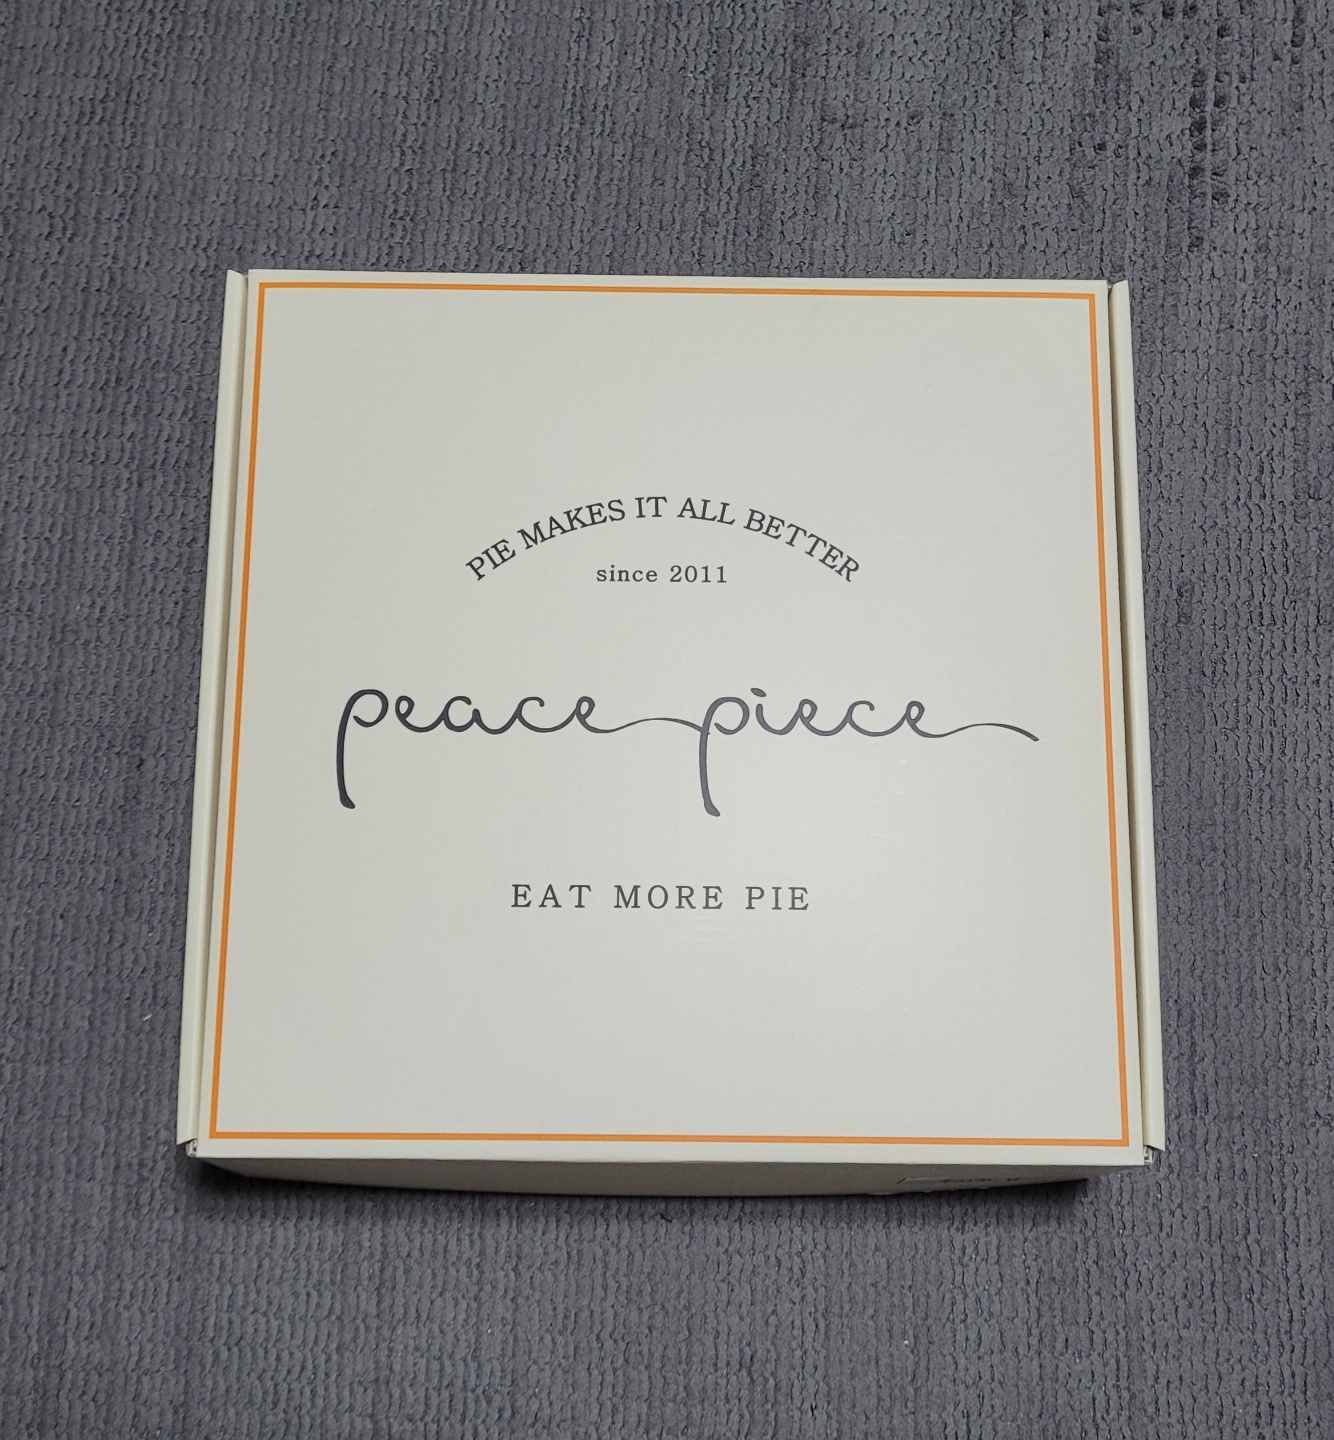 PIE MAKES IT ALL BETTER
since 2011
peace piece
EAT MORE PIE